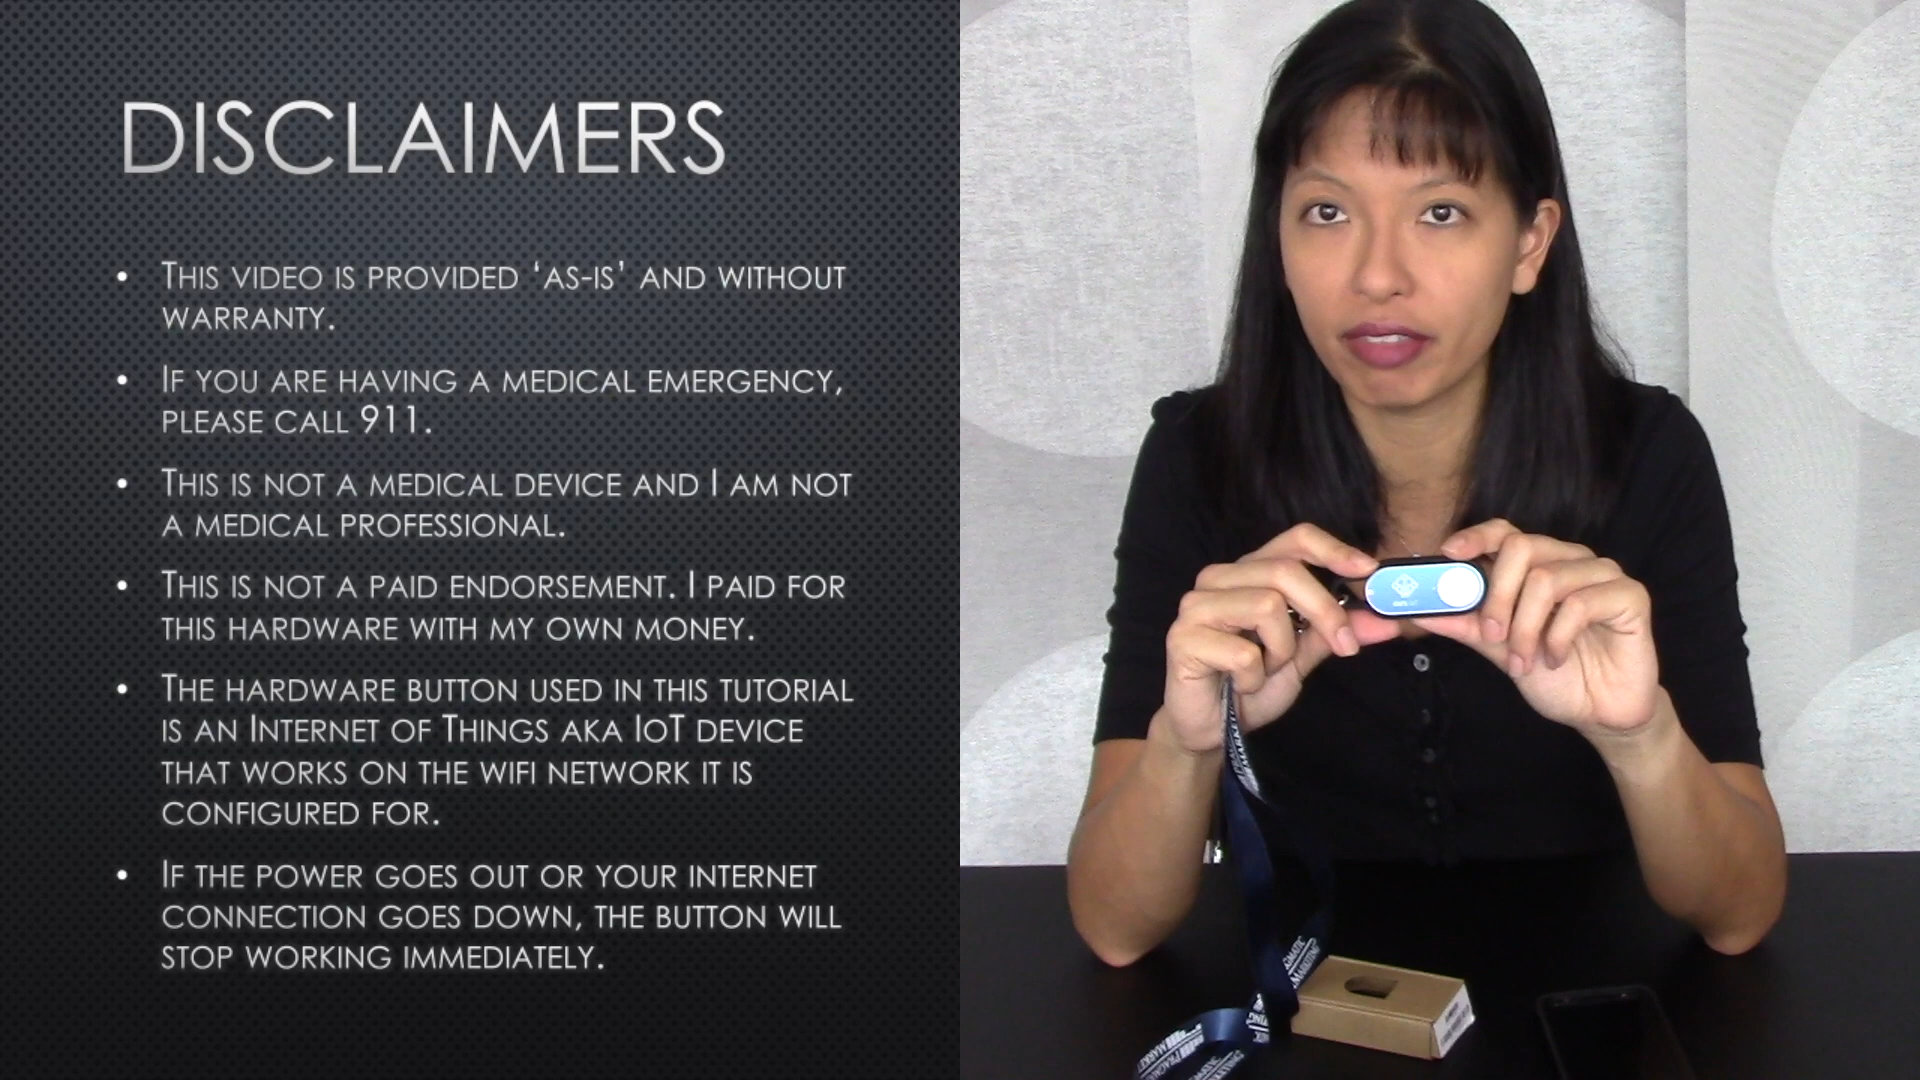 DISCLAIMERS
• THIS VIDEO IS PROVIDED ‘AS-IS’ AND WITHOUT
WARRANTY.
• IF YOU ARE HAVING A MEDICAL EMERGENCY,
PLEASE CALL 911.
• THIS IS NOT A MEDICAL DEVICE AND I AM NOT
A MEDICAL PROFESSIONAL.
• THIS IS NOT A PAID ENDORSEMENT. I PAID FOR
THIS HARDWARE WITH MY OWN MONEY.
• THE HARDWARE BUTTON USED IN THIS TUTORIAL
IS AN INTERNET OF THINGS AKA IOT DEVICE
THAT WORKS ON THE WIFI NETWORK IT IS
CONFIGURED FOR.
• IF THE POWER GOES OUT OR YOUR INTERNET
CONNECTION GOES DOWN, THE BUTTON WILL
STOP WORKING IMMEDIATELY.
MARKETING